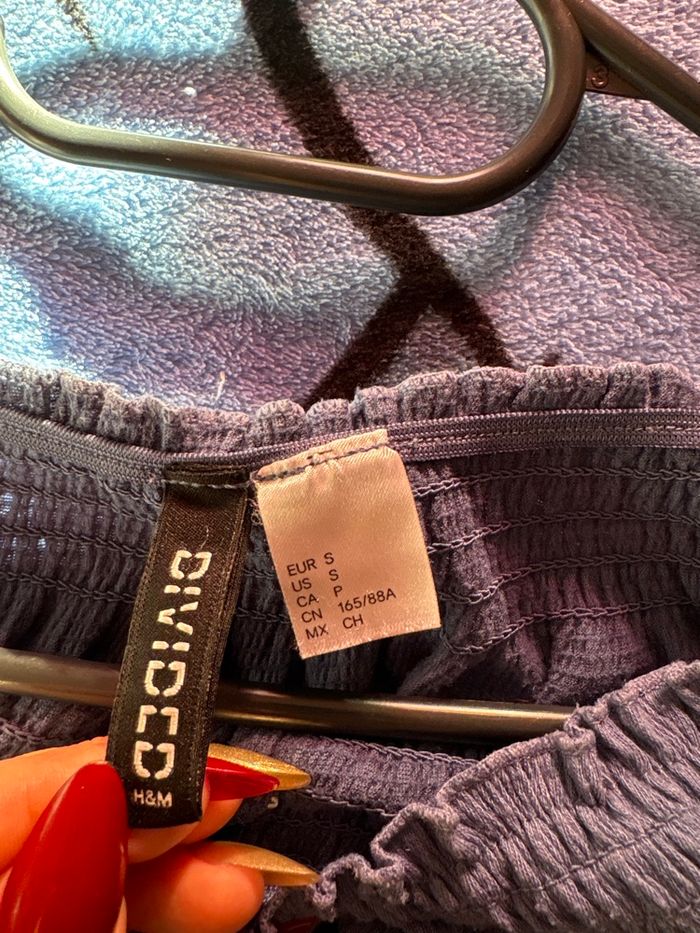 DIVIDED
H&M
EUR S
US S
CA P
CN 165/88A
MX CH